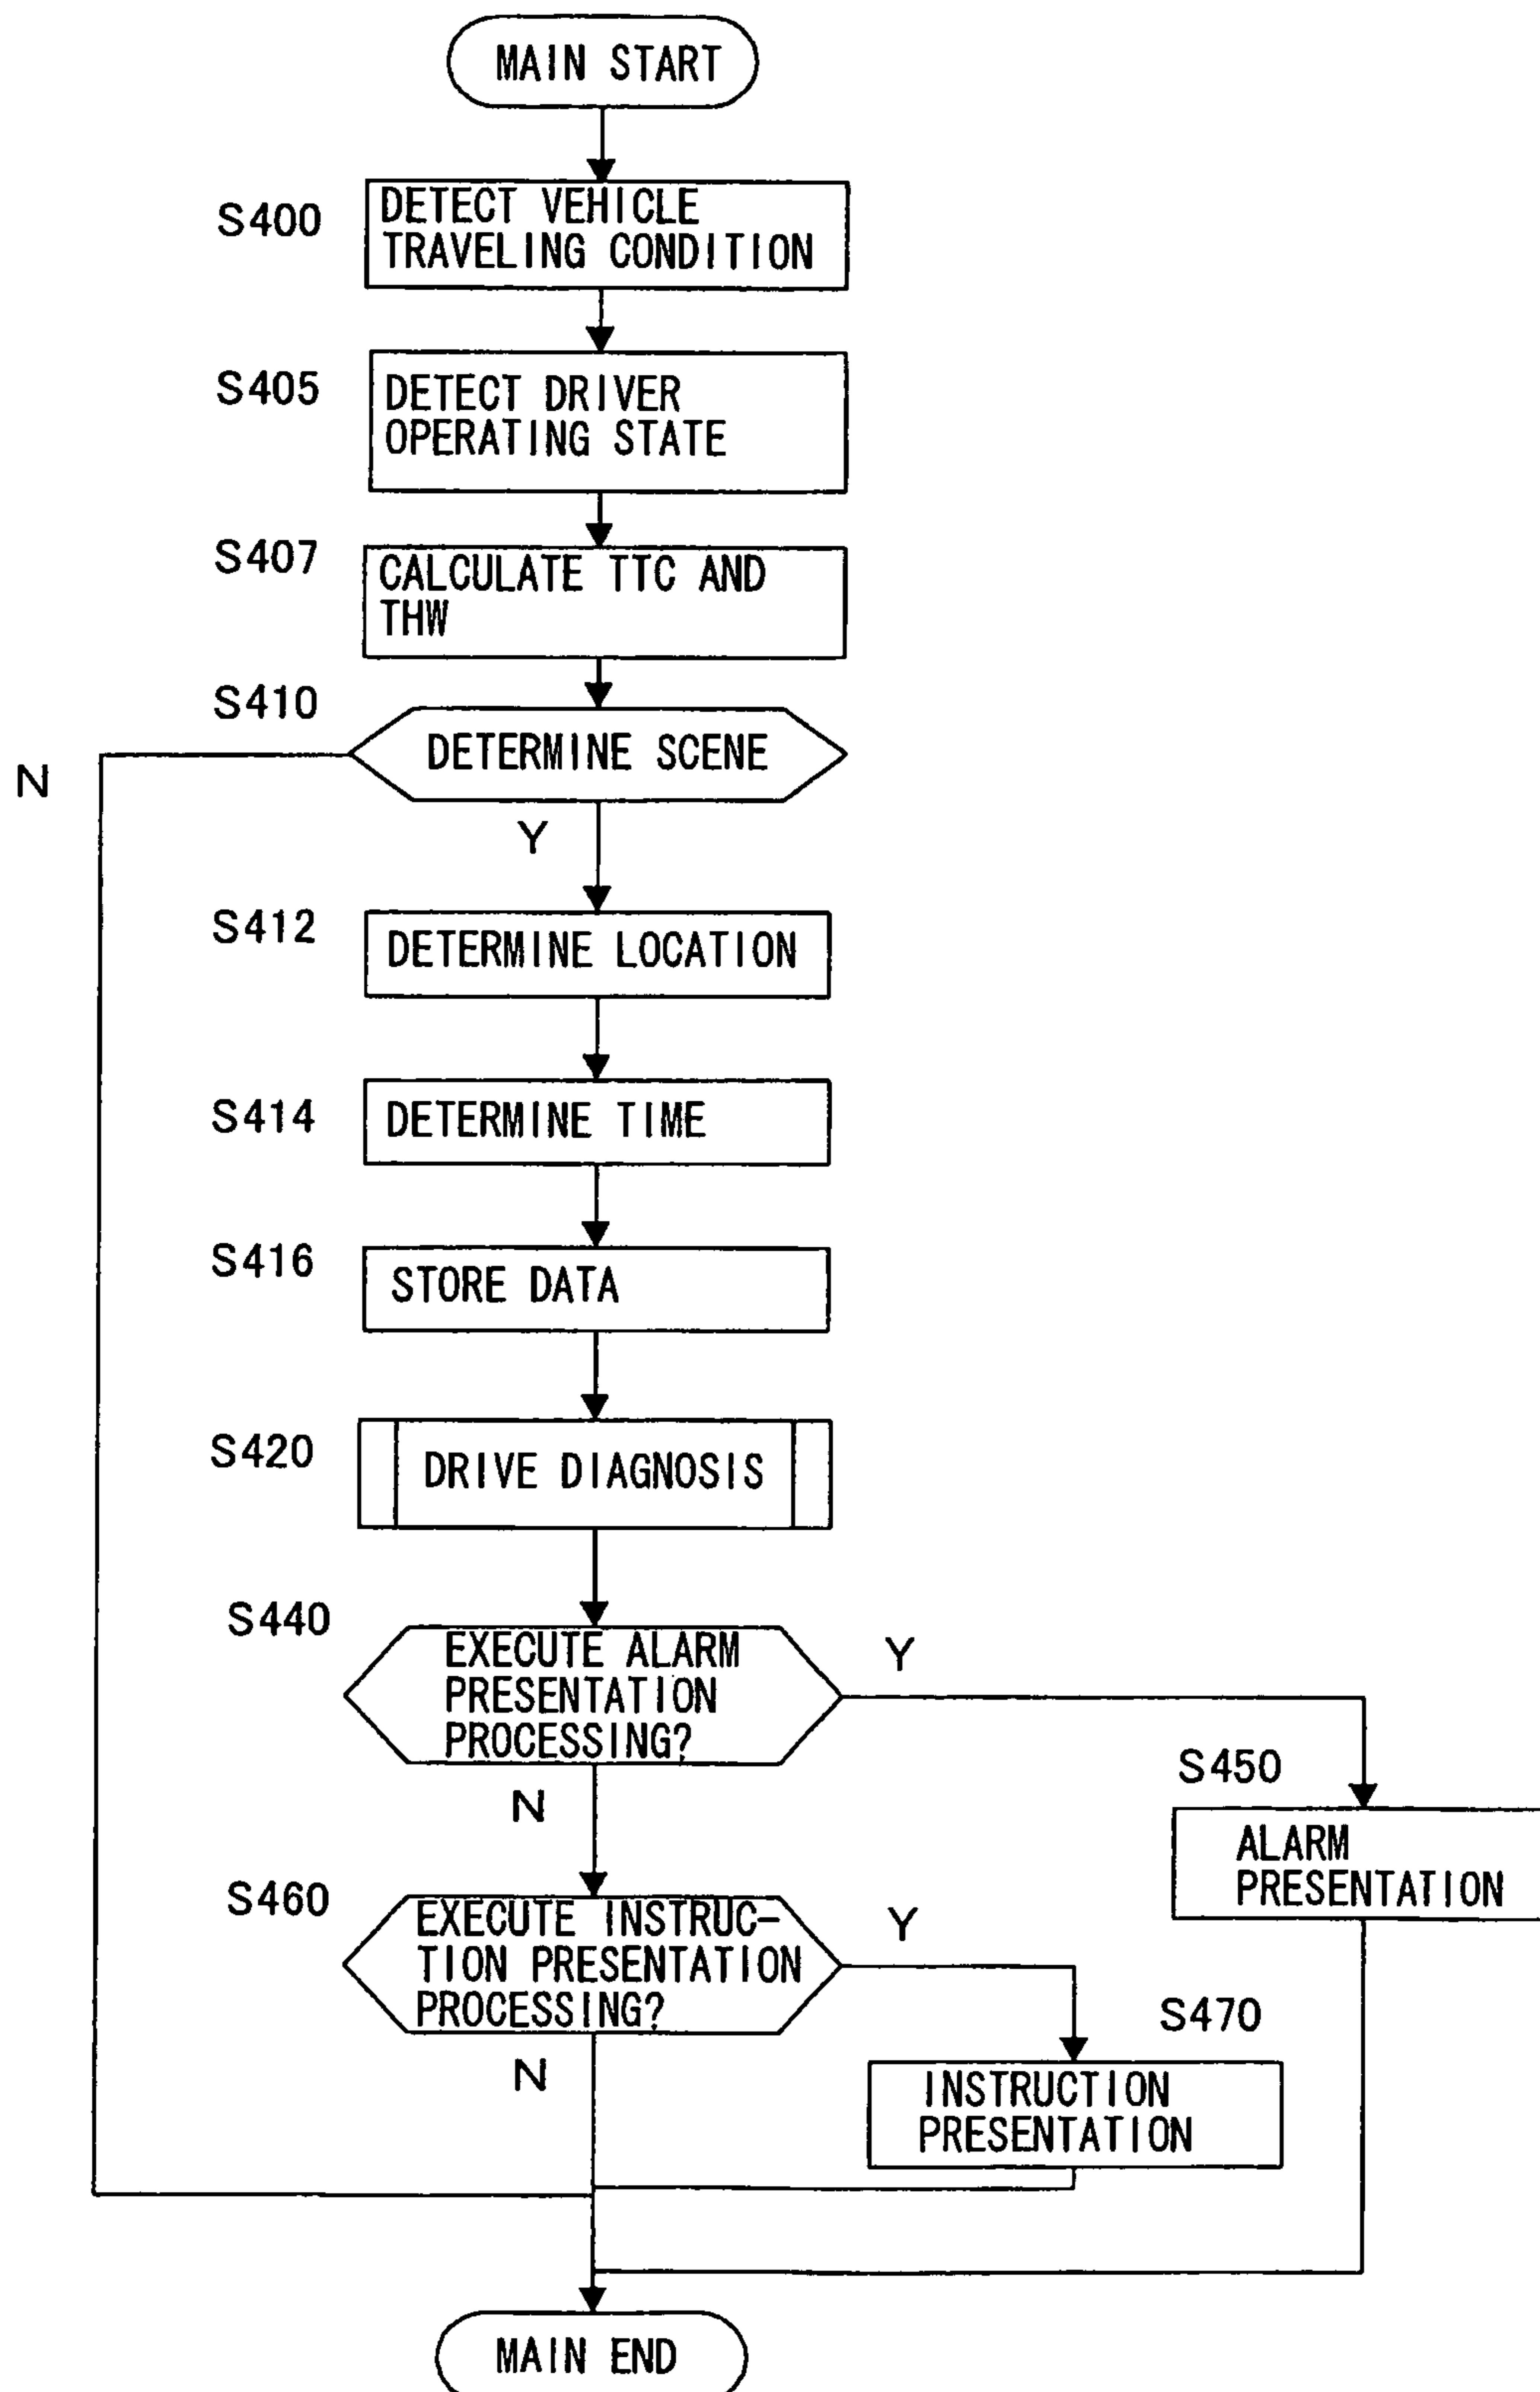 MAIN START
S400
DETECT VEHICLE
TRAVELING CONDITION
S405
DETECT DRIVER
OPERATING STATE
S407
CALCULATE TTC AND
THW
S410
DETERMINE SCENE
N
Y
S412
DETERMINE LOCATION
S414
DETERMINE TIME
S416
STORE DATA
S420
DRIVE DIAGNOSIS
S440
EXECUTE ALARM
PRESENTATION
PROCESSING?
Y
N
S450
ALARM
PRESENTATION
S460
EXECUTE INSTRUC-
TION PRESENTATION
PROCESSING?
Y
N
S470
INSTRUCTION
PRESENTATION
MAIN END